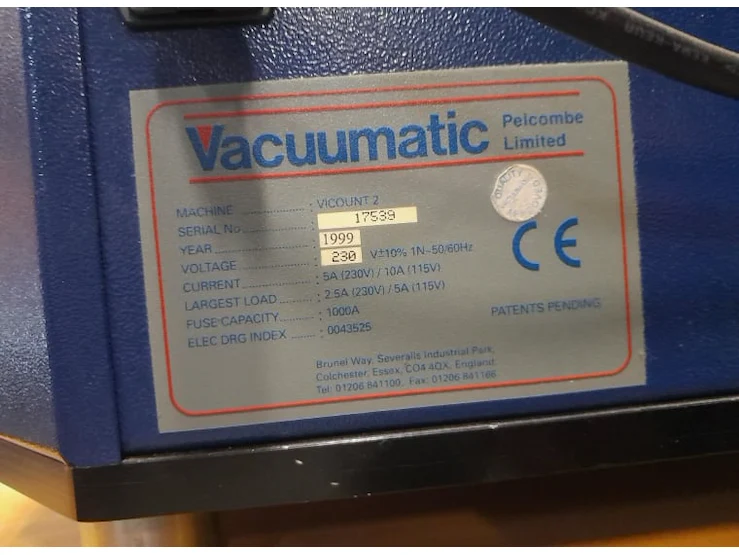 Vacuumatic Pelcombe Limited
MACHINE : VICOUNT 2
SERIAL No : 17539
YEAR : 1999
VOLTAGE : 230 V±10% 1N~50/60Hz
CURRENT : 5A (230V) / 10A (115V)
LARGEST LOAD : 2.5A (230V) / 5A (115V)
FUSE CAPACITY : 1000A
ELEC DRG INDEX : 0043525
QUALITY
CE
PATENTS PENDING
Brunel Way, Severalls Industrial Park,
Colchester, Essex, CO4 4QX, England.
Tel: 01206 841100. Fax: 01206 841166